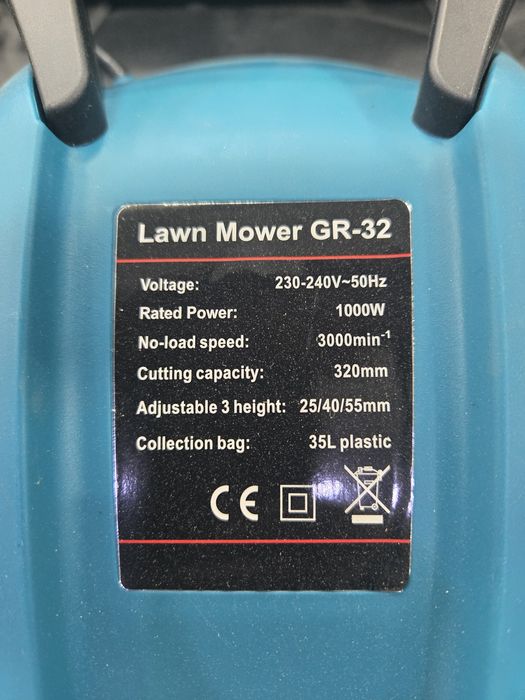 Lawn Mower GR-32
Voltage: 230-240V~50Hz
Rated Power: 1000W
No-load speed: 3000min⁻¹
Cutting capacity: 320mm
Adjustable 3 height: 25/40/55mm
Collection bag: 35L plastic
CE